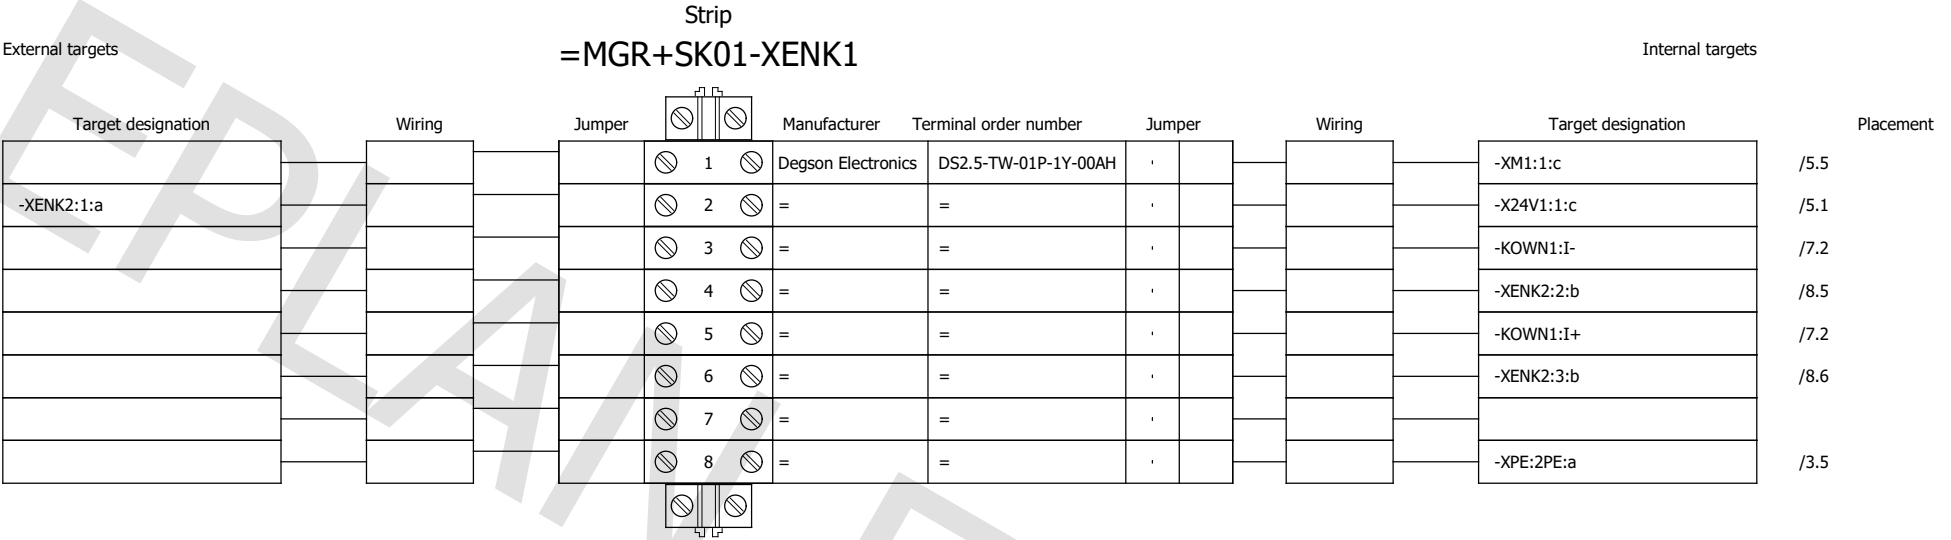 Strip
External targets
=MGR+SK01-XENK1
Internal targets
Target designation Wiring Jumper Manufacturer Terminal order number Jumper Wiring Target designation Placement
1 Degson Electronics DS2.5-TW-01P-1Y-00AH -XM1:1:c /5.5
-XENK2:1:a 2 = = -X24V1:1:c /5.1
3 = = -KOWN1:I- /7.2
4 = = -XENK2:2:b /8.5
5 = = -KOWN1:I+ /7.2
6 = = -XENK2:3:b /8.6
7 = =
8 = = -XPE:2PE:a /3.5
EPLAN